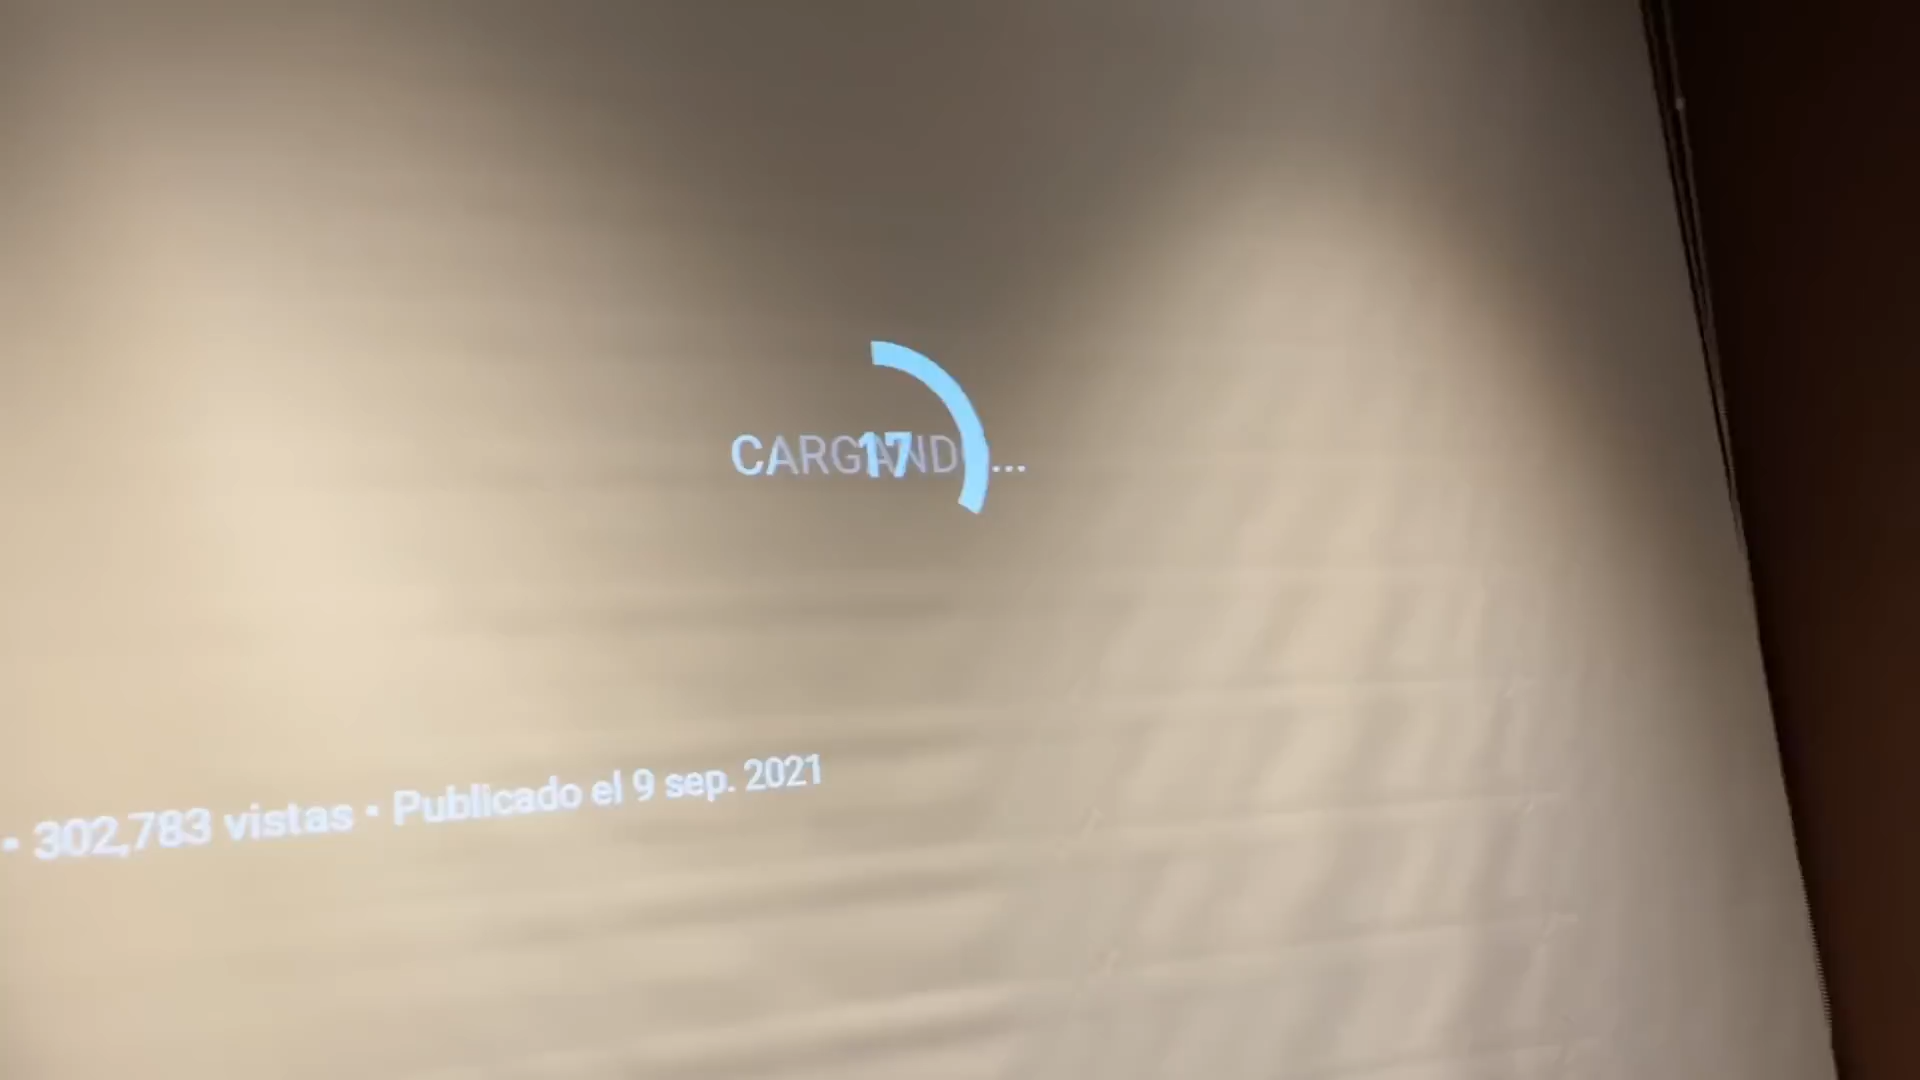 CARGANDO...
17
• 302,783 vistas • Publicado el 9 sep. 2021